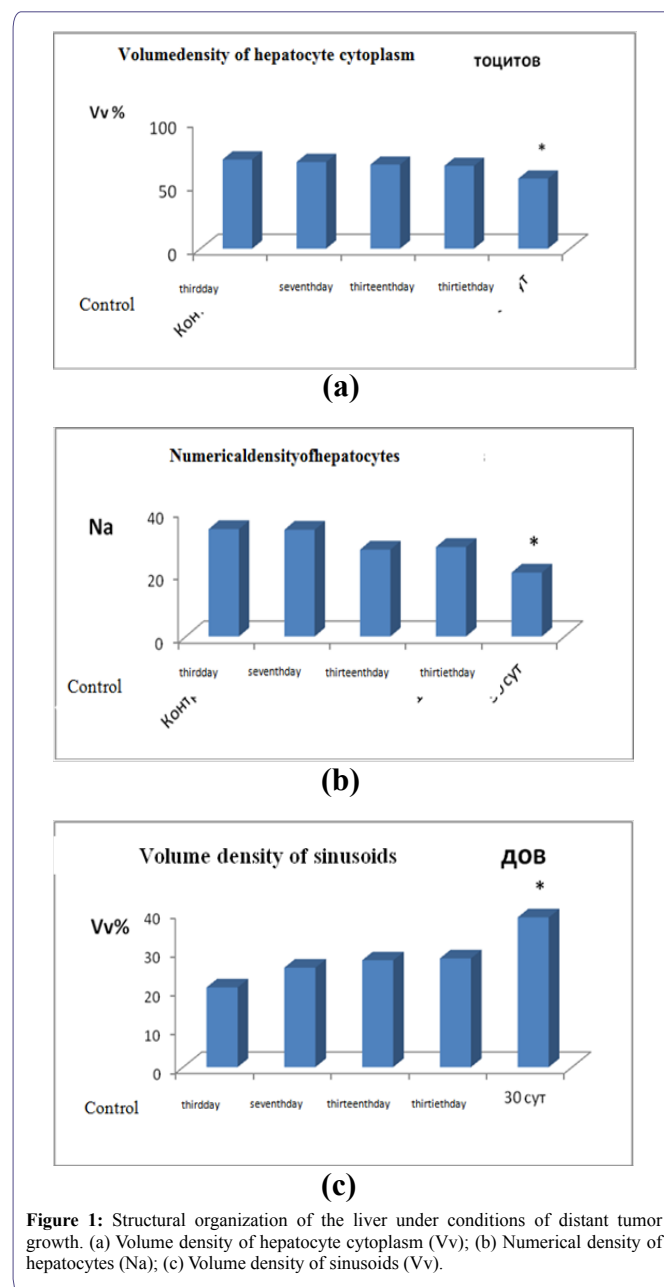 Volumedensity of hepatocyte cytoplasm тоцитов
Vv %
*
100
50
0
thirdday seventhday thirteenthday thirtiethday
Control
Кон
сут
(a)
Numericaldensityofhepatocytes
Na
*
40
20
0
thirdday seventhday thirteenthday thirtiethday
Control
Конт
сут
(b)
Volume density of sinusoids дов
*
Vv%
40
30
20
10
0
Control thirdday seventhday thirteenthday thirtiethday 30 сут
(c)
Figure 1: Structural organization of the liver under conditions of distant tumor
growth. (a) Volume density of hepatocyte cytoplasm (Vv); (b) Numerical density of
hepatocytes (Na); (c) Volume density of sinusoids (Vv).